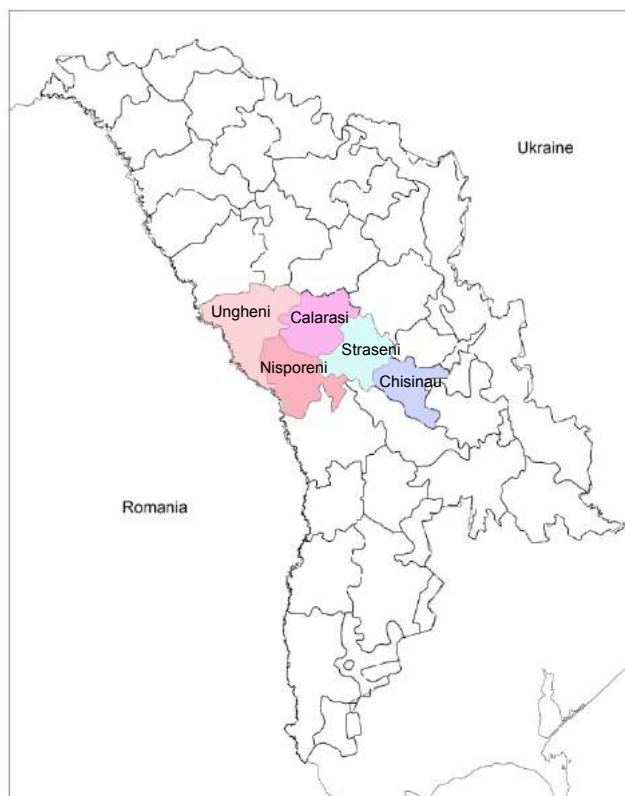 Ukraine
Ungheni
Calarasi
Straseni
Nisporeni
Chisinau
Romania